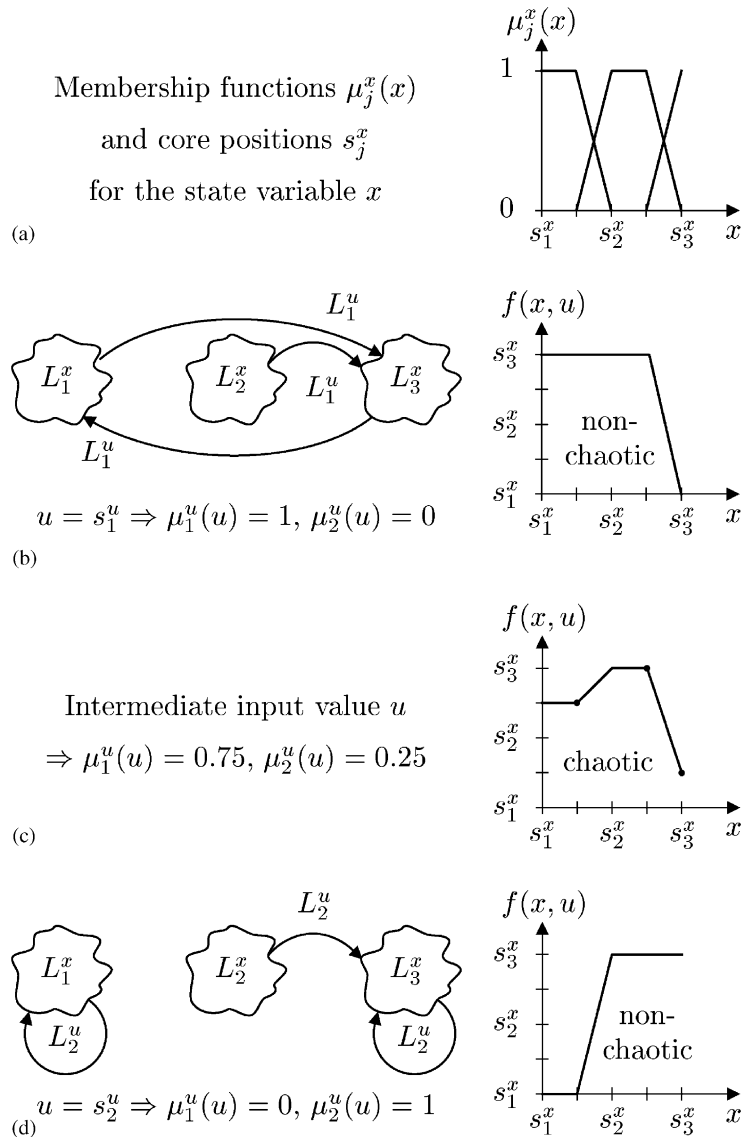 μ_j^x(x)
Membership functions μ_j^x(x)
and core positions s_j^x
for the state variable x
1
0
s_1^x s_2^x s_3^x x
(a)
f(x, u)
L_1^u
L_1^x L_2^x L_3^x
L_1^u
L_1^u
s_3^x
s_2^x
s_1^x
non-
chaotic
s_1^x s_2^x s_3^x x
u = s_1^u ⇒ μ_1^u(u) = 1, μ_2^u(u) = 0
(b)
f(x, u)
Intermediate input value u
⇒ μ_1^u(u) = 0.75, μ_2^u(u) = 0.25
s_3^x
s_2^x
s_1^x
chaotic
s_1^x s_2^x s_3^x x
(c)
f(x, u)
L_2^u
L_1^x L_2^x L_3^x
L_2^u L_2^u
s_3^x
s_2^x
s_1^x
non-
chaotic
s_1^x s_2^x s_3^x x
u = s_2^u ⇒ μ_1^u(u) = 0, μ_2^u(u) = 1
(d)